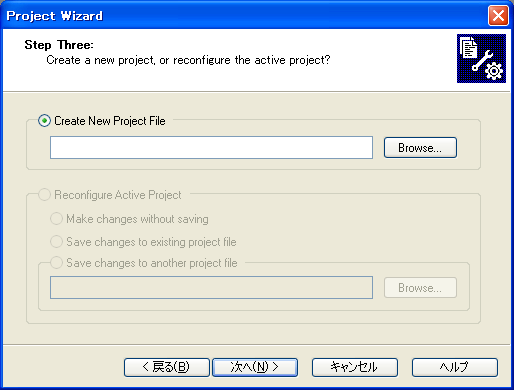 Project Wizard
Step Three:
Create a new project, or reconfigure the active project?
Create New Project File
Browse...
Reconfigure Active Project
Make changes without saving
Save changes to existing project file
Save changes to another project file
Browse...
< 戻る(B)
次へ(N) >
キャンセル
ヘルプ